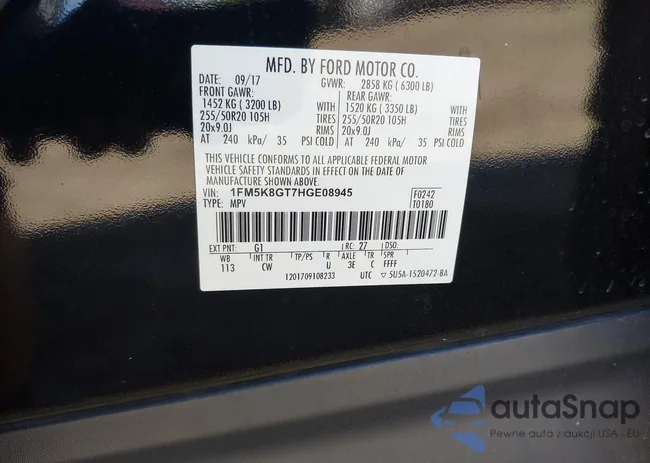 MFD. BY FORD MOTOR CO.
DATE: 09/17 GVWR: 2858 KG ( 6300 LB)
FRONT GAWR: REAR GAWR:
1452 KG ( 3200 LB) WITH 1520 KG ( 3350 LB) WITH
255/50R20 105H TIRES 255/50R20 105H TIRES
20x9.0J RIMS 20x9.0J RIMS
AT 240 kPa/ 35 PSI COLD AT 240 kPa/ 35 PSI COLD
THIS VEHICLE CONFORMS TO ALL APPLICABLE FEDERAL MOTOR
VEHICLE SAFETY STANDARDS IN EFFECT ON THE DATE OF
MANUFACTURE SHOWN ABOVE.
VIN: 1FM5K8GT7HGE08945 F0242
TYPE: MPV T0180
EXT PNT: G1 RC: 27 DSO:
WB INT TR TP/PS R AXLE TR S
113 CW U 3E C FFFF
1201709108233 UTC ▽ 5U5A-1520472-BA
autaSnap
Pewne auta z aukcji USA - EU